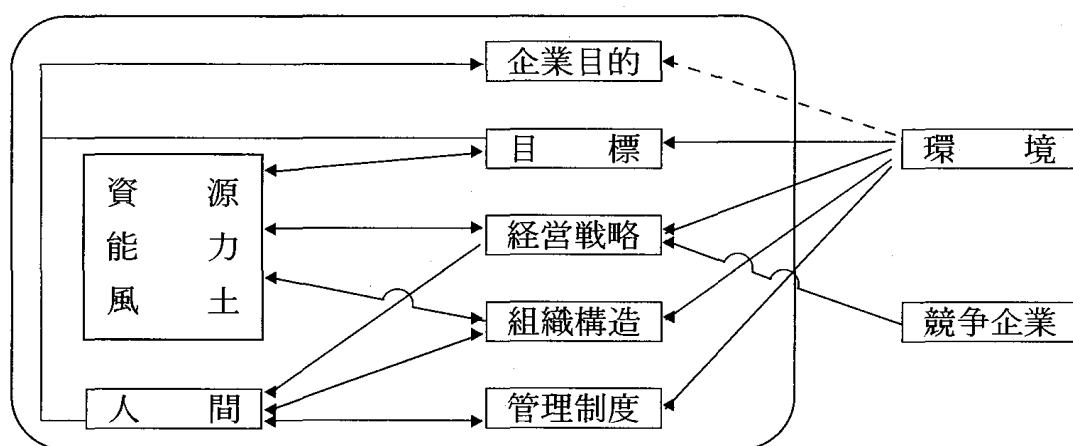 企業目的
目標
環境
資源
能力
風土
経営戦略
組織構造
競争企業
人間
管理制度